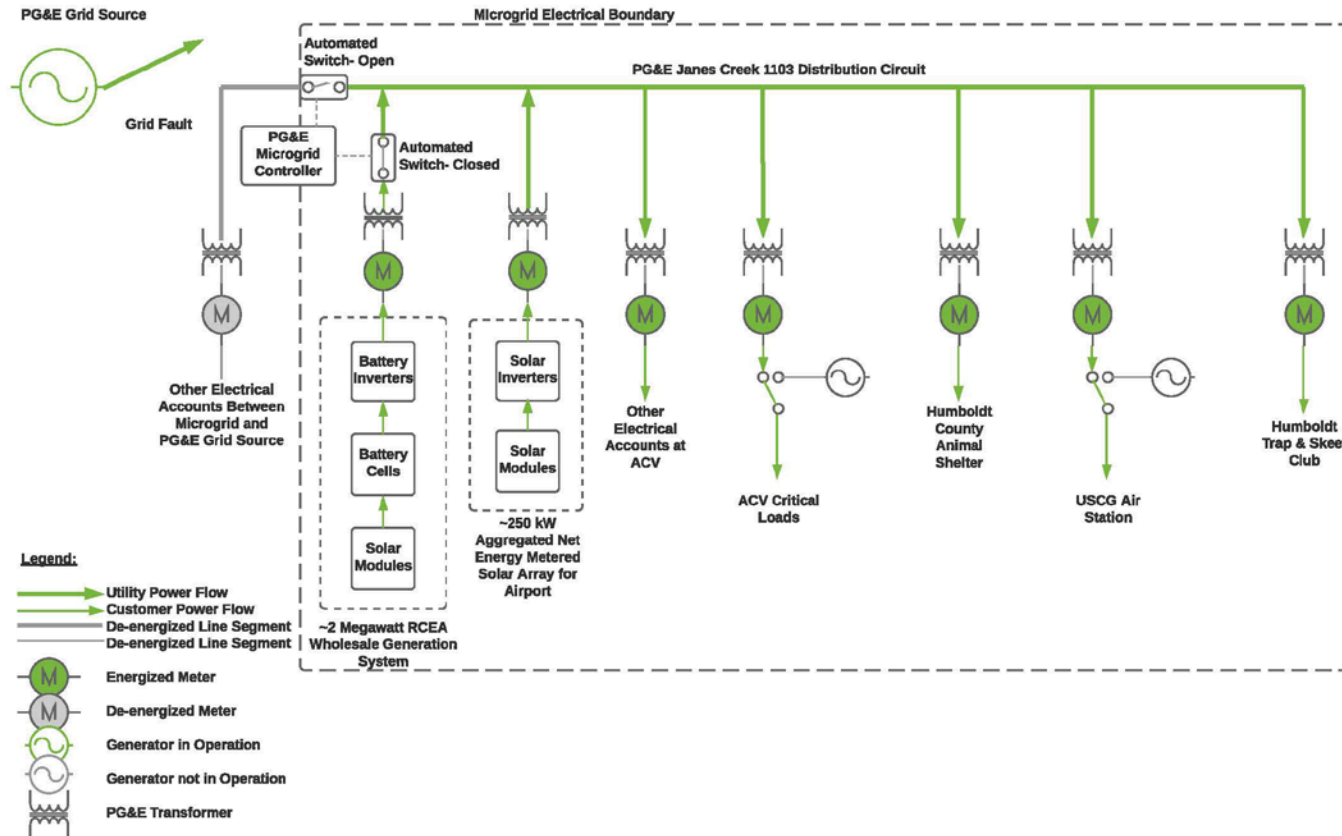 PG&E Grid Source
Microgrid Electrical Boundary
Automated
Switch- Open
PG&E Janes Creek 1103 Distribution Circuit
Grid Fault
PG&E
Microgrid
Controller
Automated
Switch- Closed
M
M
M
M
M
M
M
M
Battery
Inverters
Battery
Cells
Solar
Modules
Solar
Inverters
Solar
Modules
Other Electrical
Accounts Between
Microgrid and
PG&E Grid Source
Other
Electrical
Accounts at
ACV
Humboldt
County
Animal
Shelter
Humboldt
Trap & Skee
Club
ACV Critical
Loads
USCG Air
Station
~250 kW
Aggregated Net
Energy Metered
Solar Array for
Airport
~2 Megawatt RCEA
Wholesale Generation
System
Legend:
Utility Power Flow
Customer Power Flow
De-energized Line Segment
De-energized Line Segment
M
Energized Meter
M
De-energized Meter
Generator in Operation
Generator not in Operation
PG&E Transformer